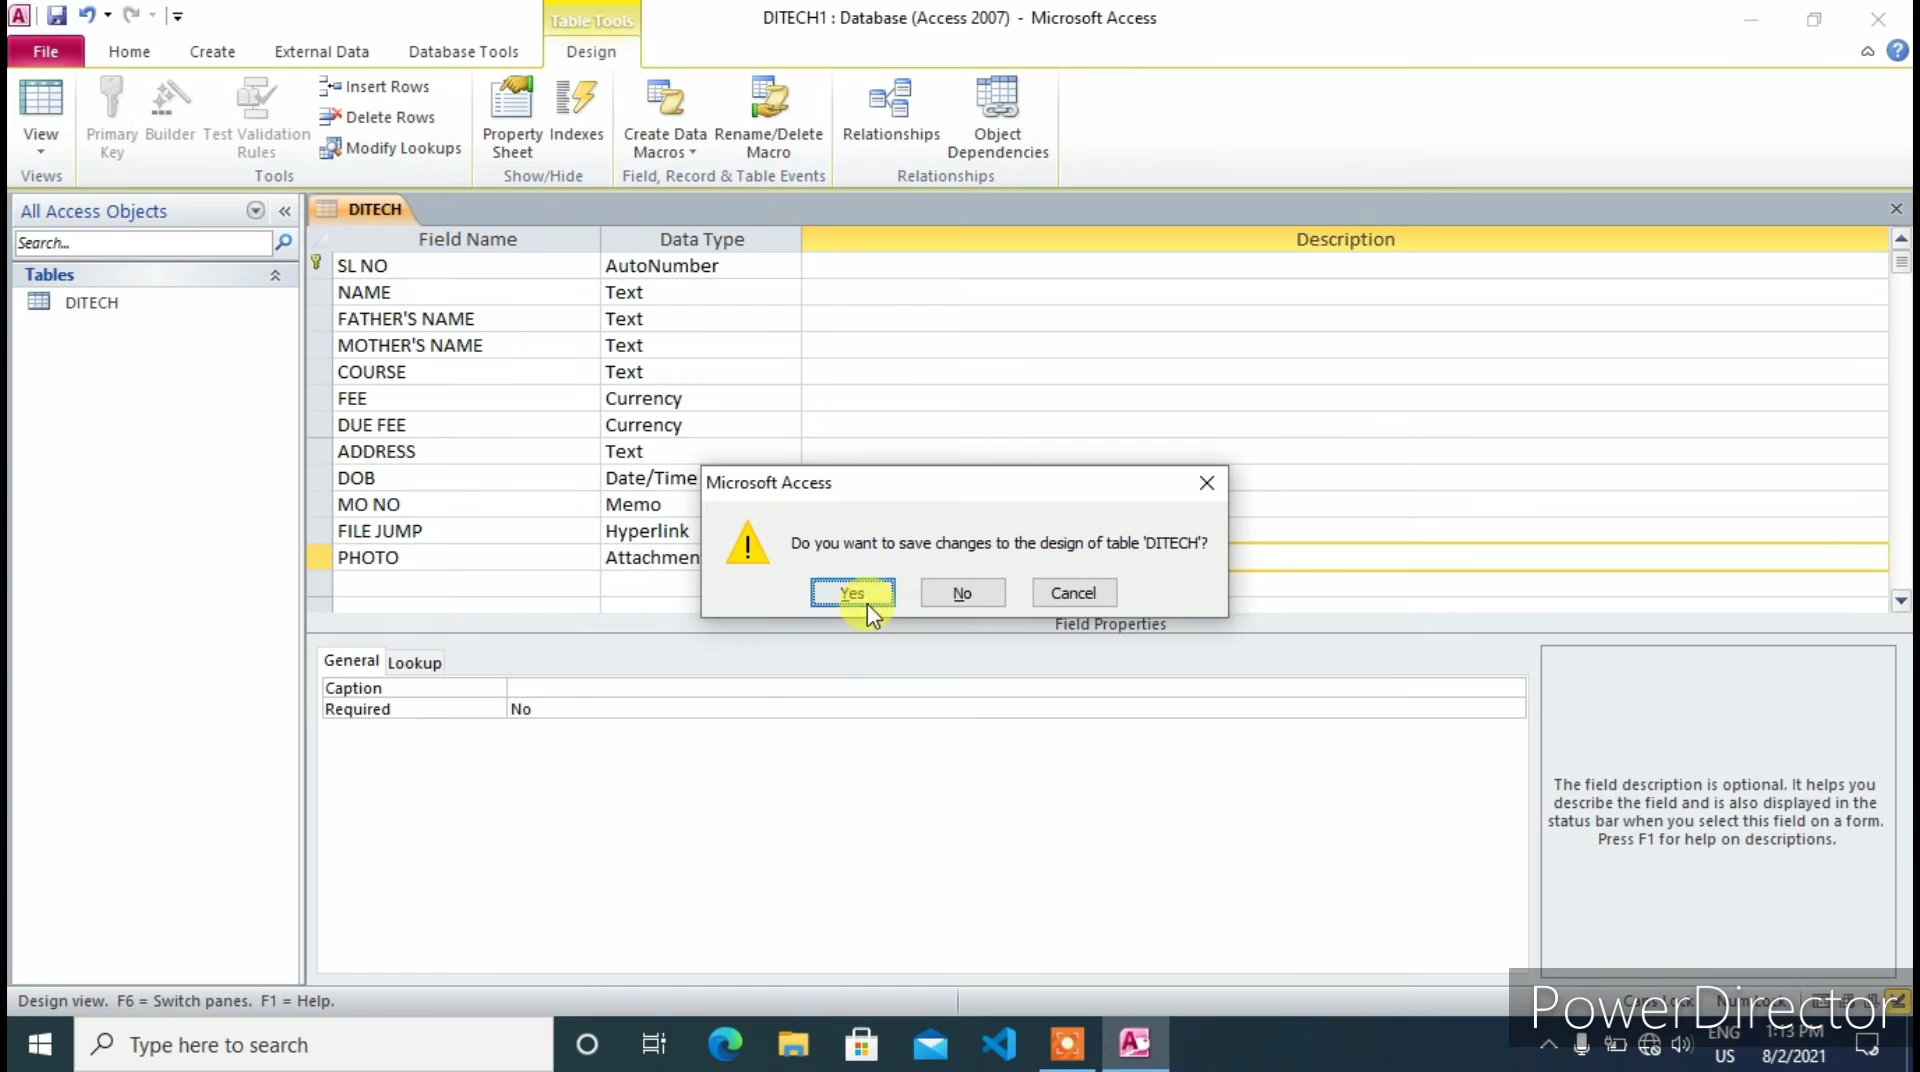 DITECH1 : Database (Access 2007) - Microsoft Access
Table Tools
File
Home
Create
External Data
Database Tools
Design
View
Primary
Key
Builder
Test Validation
Rules
Insert Rows
Delete Rows
Modify Lookups
Property
Sheet
Indexes
Create Data
Macros
Rename/Delete
Macro
Relationships
Object
Dependencies
Views
Tools
Show/Hide
Field, Record & Table Events
Relationships
All Access Objects
Search...
Tables
DITECH
DITECH
Field Name
Data Type
Description
SL NO
AutoNumber
NAME
Text
FATHER'S NAME
Text
MOTHER'S NAME
Text
COURSE
Text
FEE
Currency
DUE FEE
Currency
ADDRESS
Text
DOB
Date/Time
MO NO
Memo
FILE JUMP
Hyperlink
PHOTO
Attachmen
Microsoft Access
Do you want to save changes to the design of table 'DITECH'?
Yes
No
Cancel
Field Properties
General
Lookup
Caption
Required
No
The field description is optional. It helps you
describe the field and is also displayed in the
status bar when you select this field on a form.
Press F1 for help on descriptions.
Design view. F6 = Switch panes. F1 = Help.
PowerDirector
Type here to search
ENG
US
1:13 PM
8/2/2021